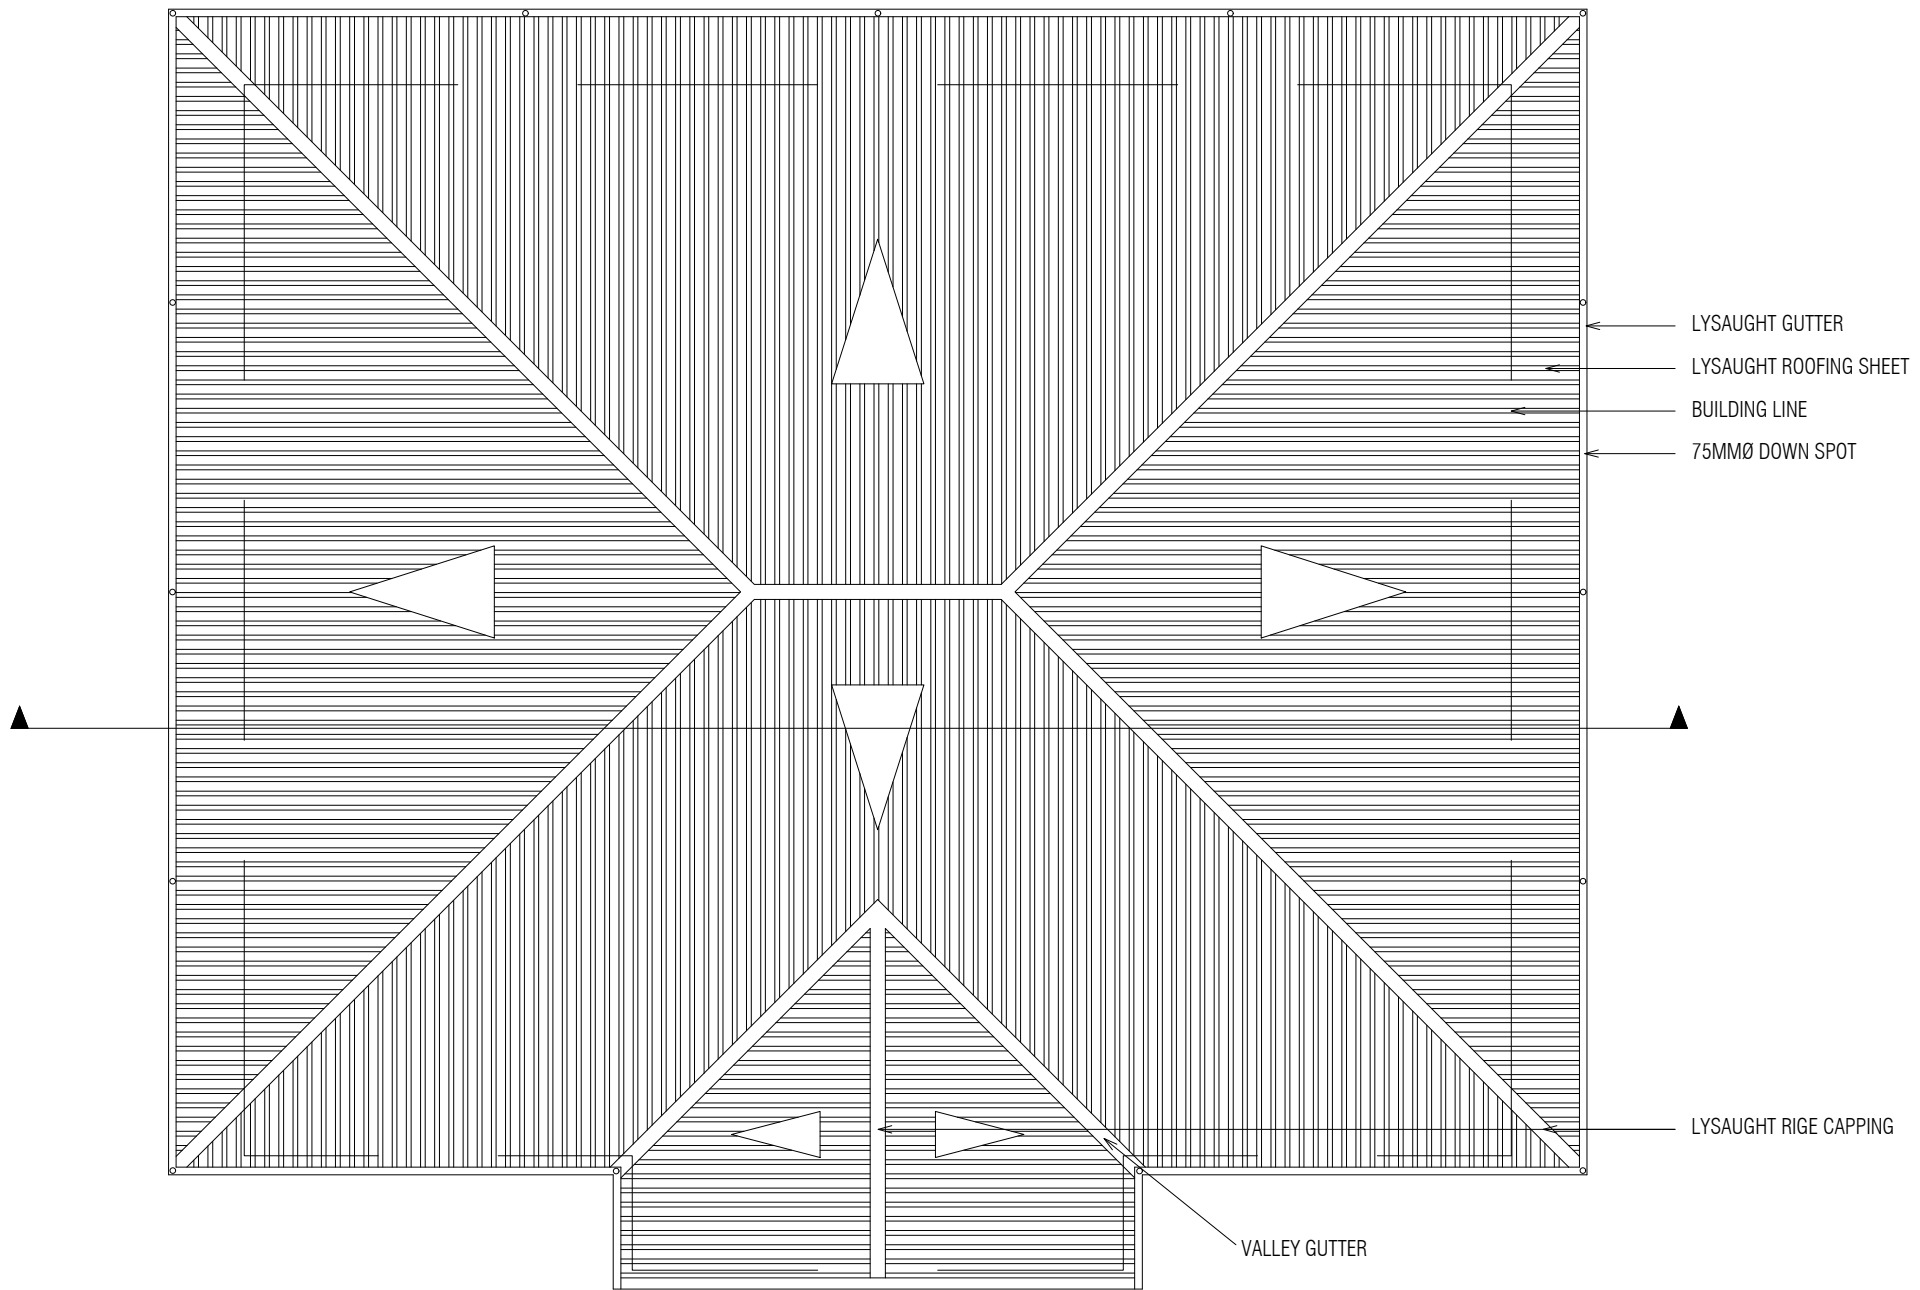 LYSAUGHT GUTTER
LYSAUGHT ROOFING SHEET
BUILDING LINE
75MMØ DOWN SPOT
LYSAUGHT RIGE CAPPING
VALLEY GUTTER